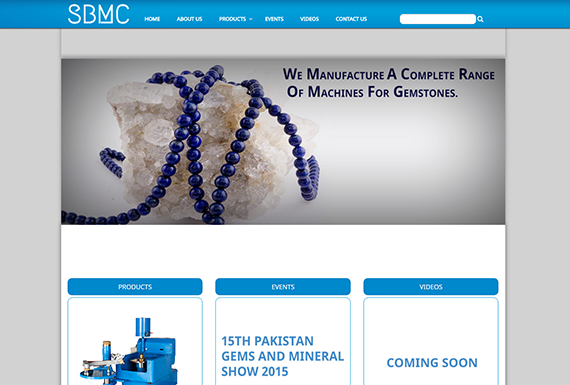 SBMC
HOME ABOUT US PRODUCTS EVENTS VIDEOS CONTACT US
We Manufacture A Complete Range
Of Machines For Gemstones.
PRODUCTS EVENTS VIDEOS
15TH PAKISTAN
GEMS AND MINERAL
SHOW 2015
COMING SOON